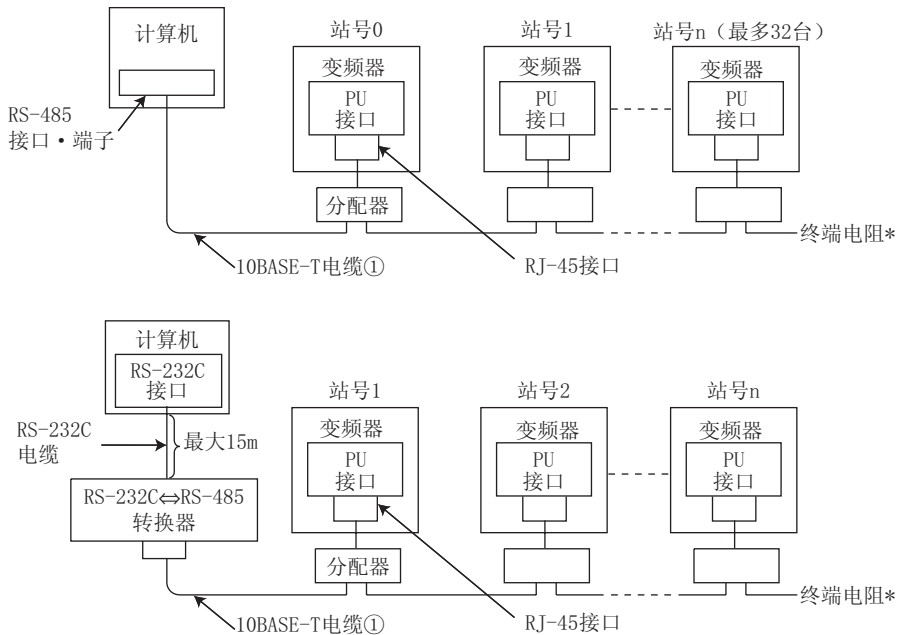 计算机
站号0
站号1
站号n（最多32台）
变频器
变频器
变频器
PU
接口
PU
接口
PU
接口
RS-485
接口·端子
分配器
终端电阻*
10BASE-T电缆①
RJ-45接口
计算机
RS-232C
接口
站号1
站号2
站号n
RS-232C
电缆
最大15m
变频器
变频器
变频器
PU
接口
PU
接口
PU
接口
RS-232C⇔RS-485
转换器
分配器
终端电阻*
10BASE-T电缆①
RJ-45接口